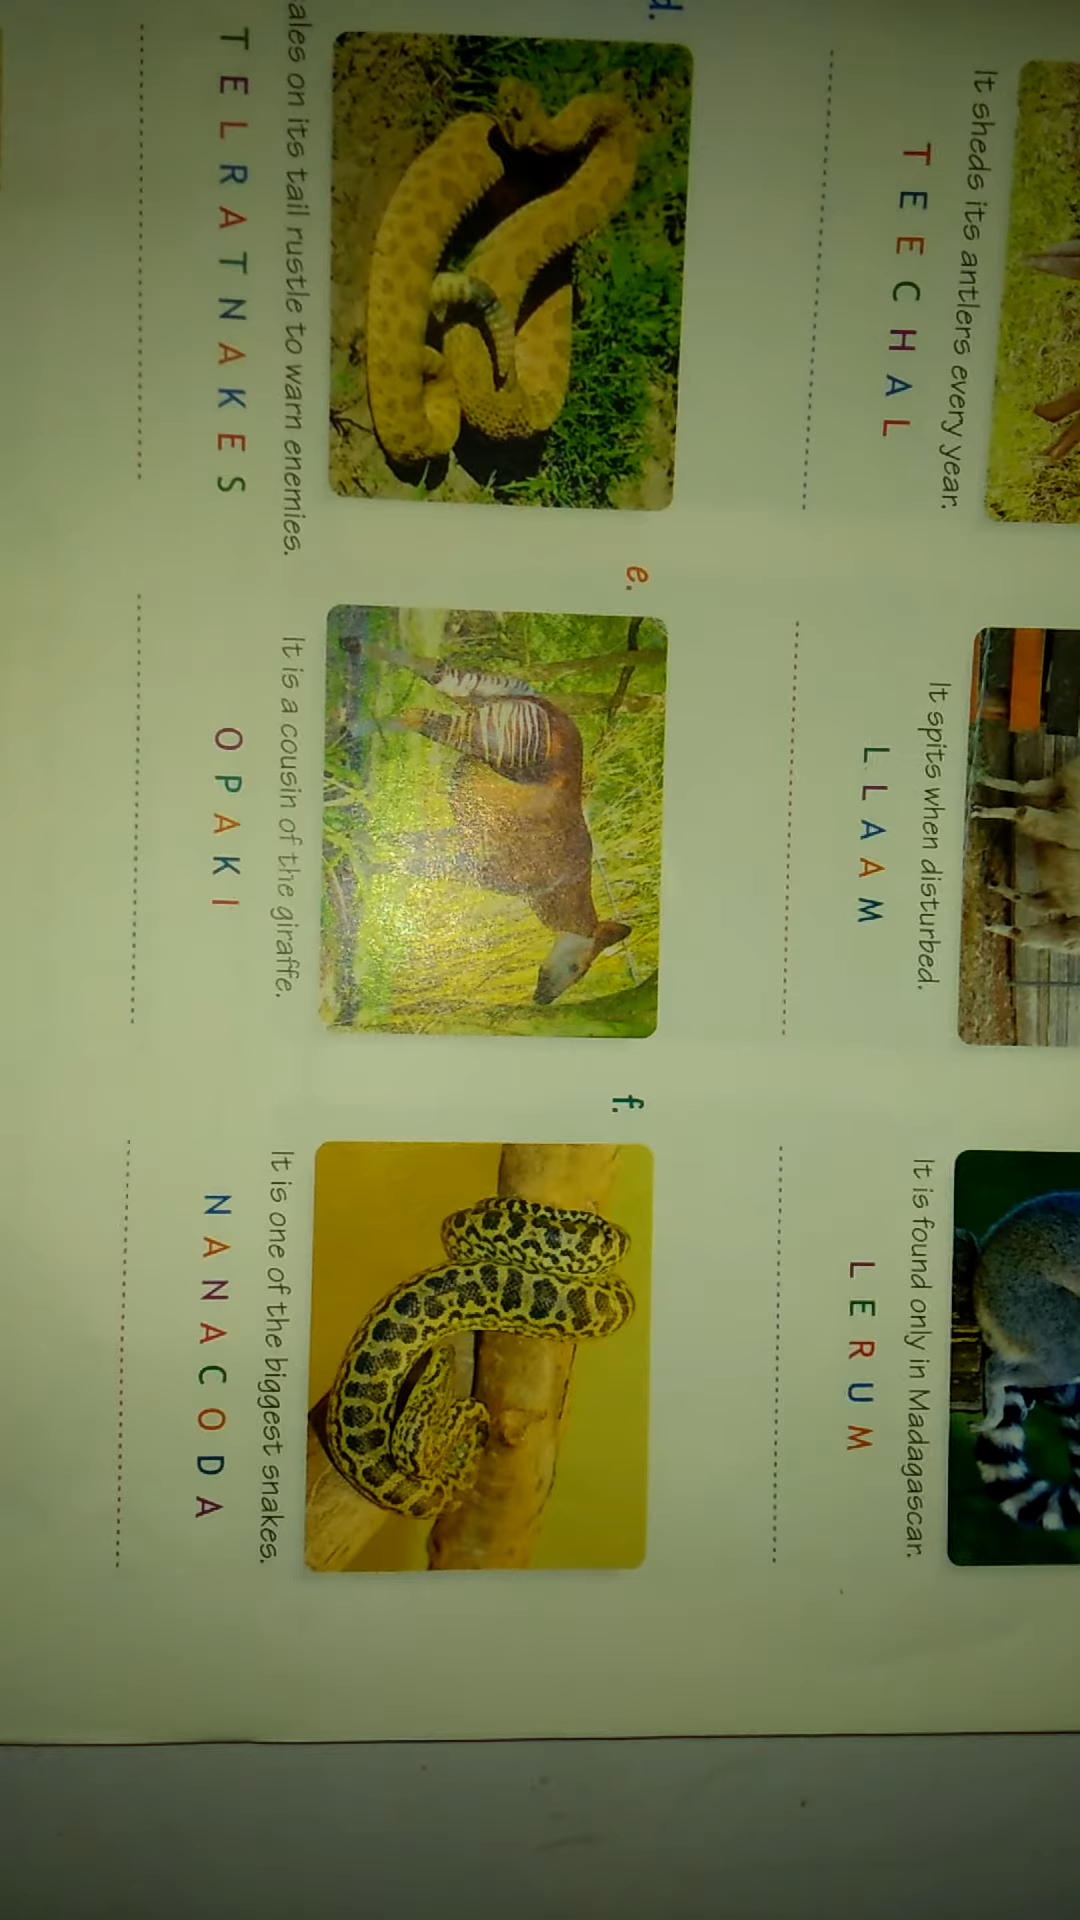 It sheds its antlers every year.
T E E C H A L
It spits when disturbed.
L L A A M
It is found only in Madagascar.
L E R U M
d.
ales on its tail rustle to warn enemies.
T E L R A T N A K E S
e.
It is a cousin of the giraffe.
O P A K I
f.
It is one of the biggest snakes.
N A N A C O D A